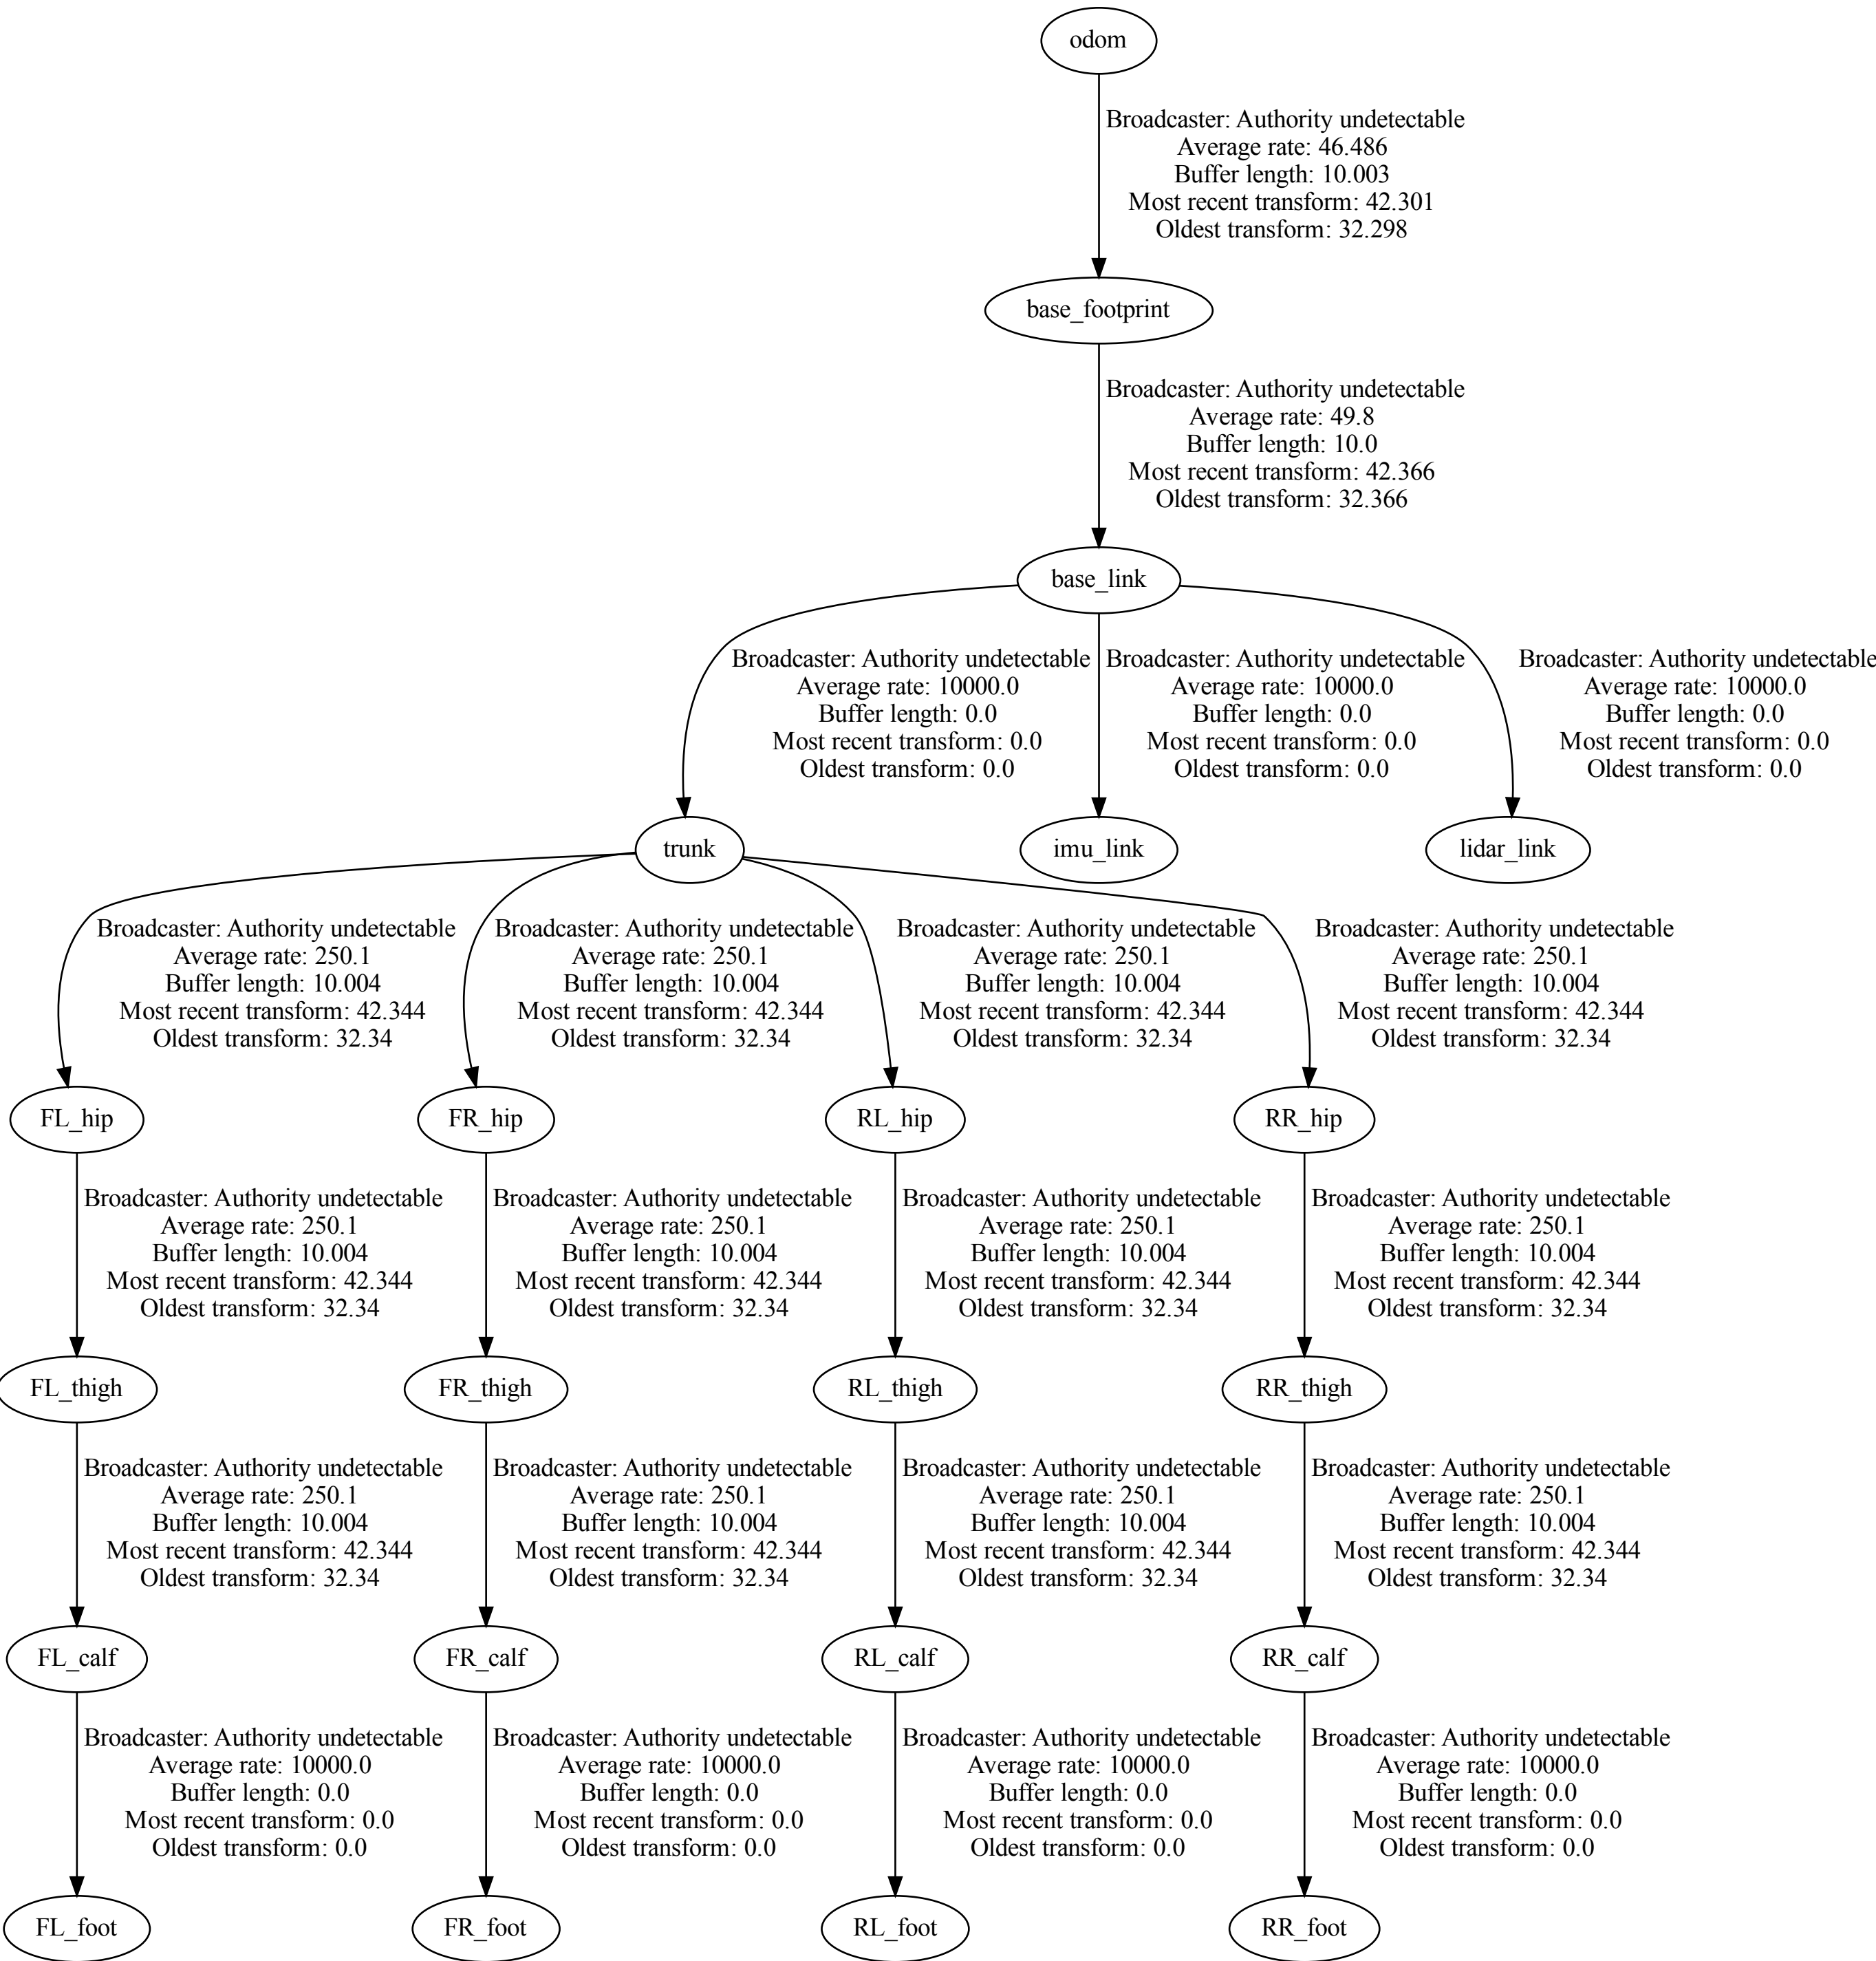 odom
Broadcaster: Authority undetectable
Average rate: 46.486
Buffer length: 10.003
Most recent transform: 42.301
Oldest transform: 32.298
base_footprint
Broadcaster: Authority undetectable
Average rate: 49.8
Buffer length: 10.0
Most recent transform: 42.366
Oldest transform: 32.366
base_link
Broadcaster: Authority undetectable
Average rate: 10000.0
Buffer length: 0.0
Most recent transform: 0.0
Oldest transform: 0.0
Broadcaster: Authority undetectable
Average rate: 10000.0
Buffer length: 0.0
Most recent transform: 0.0
Oldest transform: 0.0
Broadcaster: Authority undetectable
Average rate: 10000.0
Buffer length: 0.0
Most recent transform: 0.0
Oldest transform: 0.0
trunk
imu_link
lidar_link
Broadcaster: Authority undetectable
Average rate: 250.1
Buffer length: 10.004
Most recent transform: 42.344
Oldest transform: 32.34
Broadcaster: Authority undetectable
Average rate: 250.1
Buffer length: 10.004
Most recent transform: 42.344
Oldest transform: 32.34
Broadcaster: Authority undetectable
Average rate: 250.1
Buffer length: 10.004
Most recent transform: 42.344
Oldest transform: 32.34
Broadcaster: Authority undetectable
Average rate: 250.1
Buffer length: 10.004
Most recent transform: 42.344
Oldest transform: 32.34
FL_hip
FR_hip
RL_hip
RR_hip
Broadcaster: Authority undetectable
Average rate: 250.1
Buffer length: 10.004
Most recent transform: 42.344
Oldest transform: 32.34
Broadcaster: Authority undetectable
Average rate: 250.1
Buffer length: 10.004
Most recent transform: 42.344
Oldest transform: 32.34
Broadcaster: Authority undetectable
Average rate: 250.1
Buffer length: 10.004
Most recent transform: 42.344
Oldest transform: 32.34
Broadcaster: Authority undetectable
Average rate: 250.1
Buffer length: 10.004
Most recent transform: 42.344
Oldest transform: 32.34
FL_thigh
FR_thigh
RL_thigh
RR_thigh
Broadcaster: Authority undetectable
Average rate: 250.1
Buffer length: 10.004
Most recent transform: 42.344
Oldest transform: 32.34
Broadcaster: Authority undetectable
Average rate: 250.1
Buffer length: 10.004
Most recent transform: 42.344
Oldest transform: 32.34
Broadcaster: Authority undetectable
Average rate: 250.1
Buffer length: 10.004
Most recent transform: 42.344
Oldest transform: 32.34
Broadcaster: Authority undetectable
Average rate: 250.1
Buffer length: 10.004
Most recent transform: 42.344
Oldest transform: 32.34
FL_calf
FR_calf
RL_calf
RR_calf
Broadcaster: Authority undetectable
Average rate: 10000.0
Buffer length: 0.0
Most recent transform: 0.0
Oldest transform: 0.0
Broadcaster: Authority undetectable
Average rate: 10000.0
Buffer length: 0.0
Most recent transform: 0.0
Oldest transform: 0.0
Broadcaster: Authority undetectable
Average rate: 10000.0
Buffer length: 0.0
Most recent transform: 0.0
Oldest transform: 0.0
Broadcaster: Authority undetectable
Average rate: 10000.0
Buffer length: 0.0
Most recent transform: 0.0
Oldest transform: 0.0
FL_foot
FR_foot
RL_foot
RR_foot